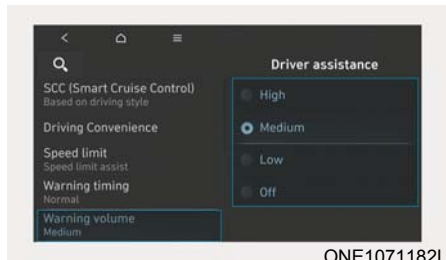 Driver assistance
SCC (Smart Cruise Control)
Based on driving style
Driving Convenience
Speed limit
Speed limit assist
Warning timing
Normal
Warning volume
Medium
High
Medium
Low
Off
ONE1071182L